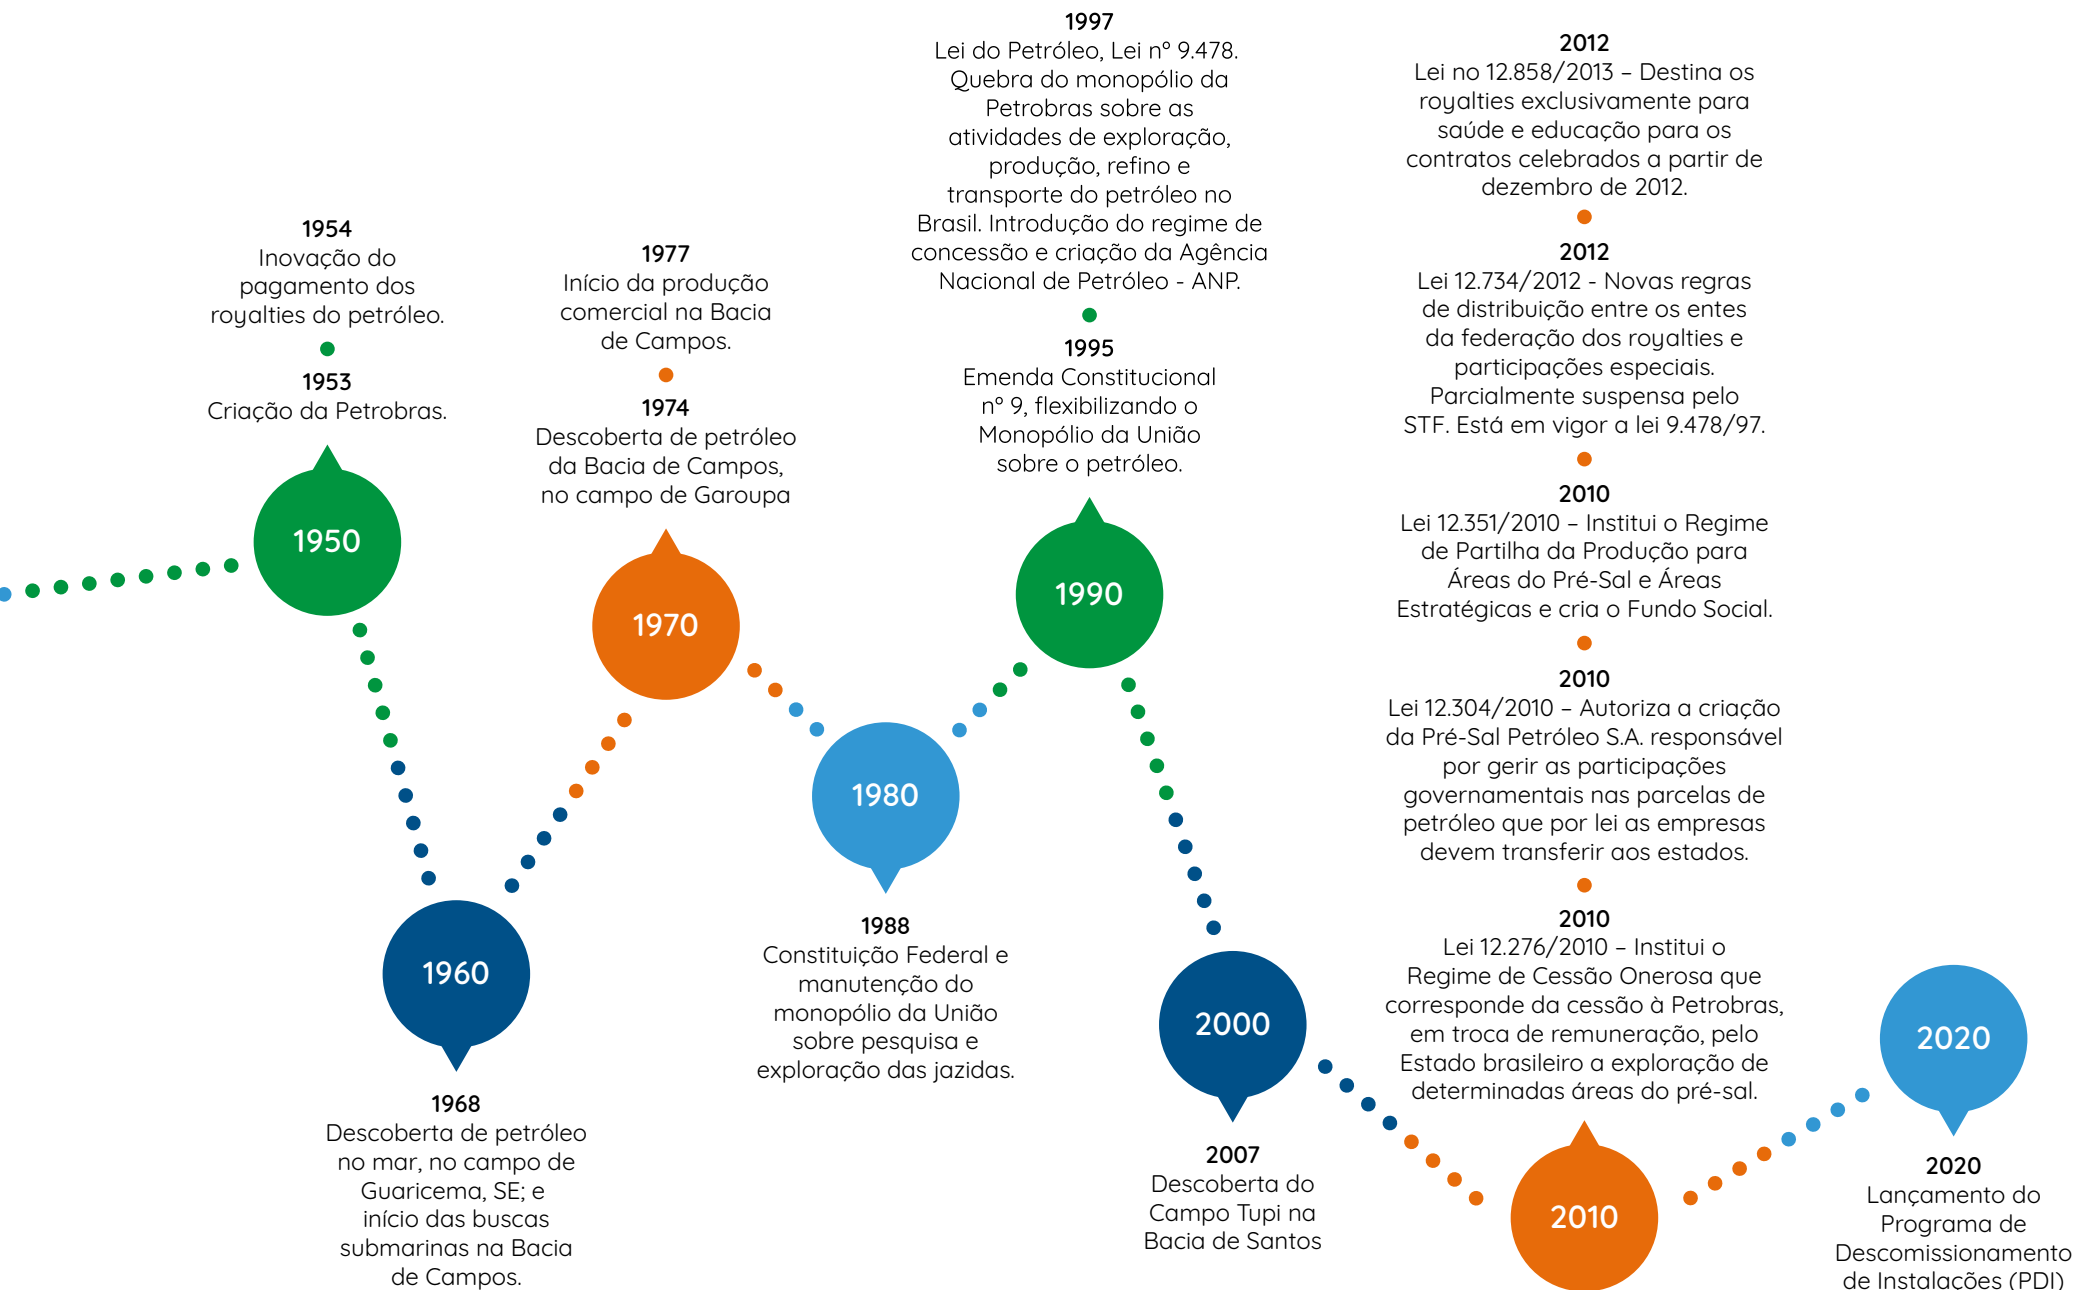 1954
Inovação do
pagamento dos
royalties do petróleo.
1953
Criação da Petrobras.
1950
1960
1968
Descoberta de petróleo
no mar, no campo de
Guaricema, SE; e
início das buscas
submarinas na Bacia
de Campos.
1977
Início da produção
comercial na Bacia
de Campos.
1974
Descoberta de petróleo
da Bacia de Campos,
no campo de Garoupa
1970
1980
1988
Constituição Federal e
manutenção do
monopólio da União
sobre pesquisa e
exploração das jazidas.
1997
Lei do Petróleo, Lei nº 9.478.
Quebra do monopólio da
Petrobras sobre as
atividades de exploração,
produção, refino e
transporte do petróleo no
Brasil. Introdução do regime de
concessão e criação da Agência
Nacional de Petróleo - ANP.
1995
Emenda Constitucional
nº 9, flexibilizando o
Monopólio da União
sobre o petróleo.
1990
2000
2007
Descoberta do
Campo Tupi na
Bacia de Santos
2012
Lei no 12.858/2013 – Destina os
royalties exclusivamente para
saúde e educação para os
contratos celebrados a partir de
dezembro de 2012.
2012
Lei 12.734/2012 - Novas regras
de distribuição entre os entes
da federação dos royalties e
participações especiais.
Parcialmente suspensa pelo
STF. Está em vigor a lei 9.478/97.
2010
Lei 12.351/2010 – Institui o Regime
de Partilha da Produção para
Áreas do Pré-Sal e Áreas
Estratégicas e cria o Fundo Social.
2010
Lei 12.304/2010 – Autoriza a criação
da Pré-Sal Petróleo S.A. responsável
por gerir as participações
governamentais nas parcelas de
petróleo que por lei as empresas
devem transferir aos estados.
2010
Lei 12.276/2010 – Institui o
Regime de Cessão Onerosa que
corresponde da cessão à Petrobras,
em troca de remuneração, pelo
Estado brasileiro a exploração de
determinadas áreas do pré-sal.
2010
2020
2020
Lançamento do
Programa de
Descomissionamento
de Instalações (PDI)